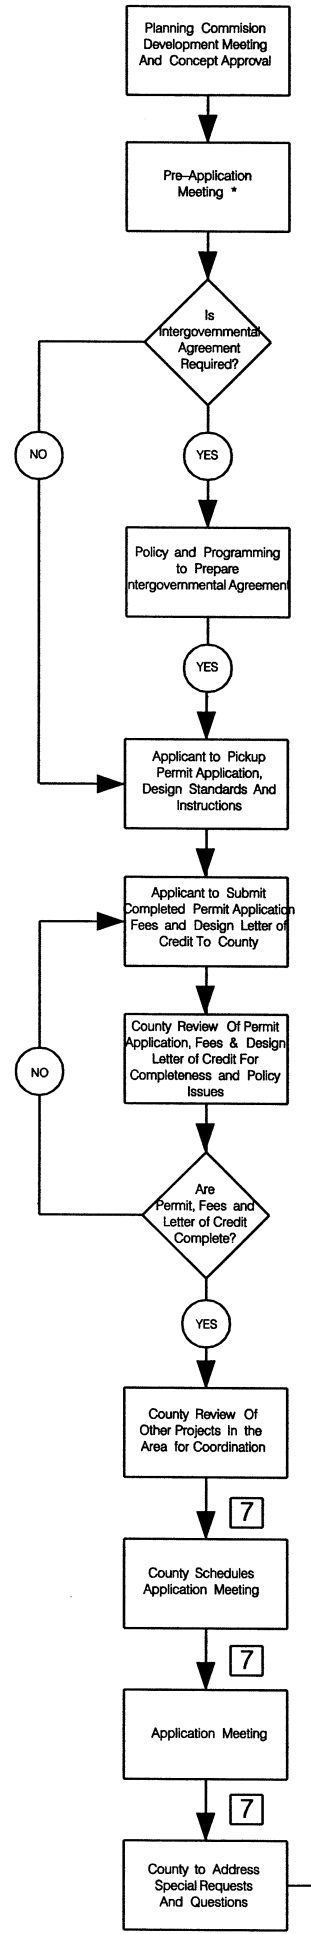 Planning Commision
Development Meeting
And Concept Approval
Pre-Application
Meeting *
Is
Intergovernmental
Agreement
Required?
NO
YES
Policy and Programming
to Prepare
ntergovernmental Agreement
YES
Applicant to Pickup
Permit Application,
Design Standards And
Instructions
Applicant to Submit
Completed Permit Application
Fees and Design Letter of
Credit To County
County Review Of Permit
Application, Fees & Design
Letter of Credit For
Completeness and Policy
Issues
NO
Are
Permit, Fees and
Letter of Credit
Complete?
YES
County Review Of
Other Projects In the
Area for Coordination
7
County Schedules
Application Meeting
7
Application Meeting
7
County to Address
Special Requests
And Questions